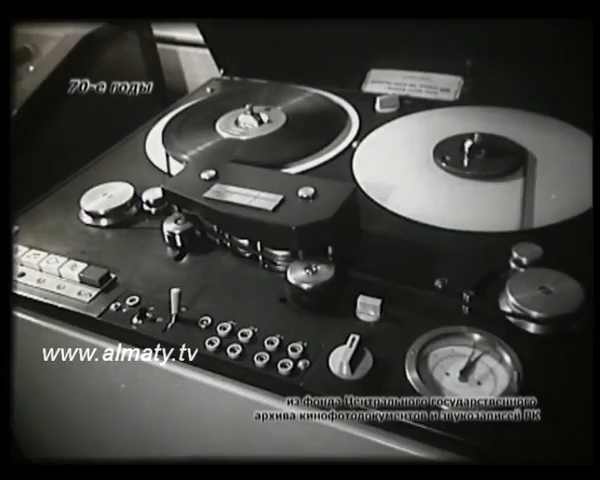 70-е годы
www.almaty.tv
из фонда Центрального государственного
архива кинофотодокументов и звукозаписей РК